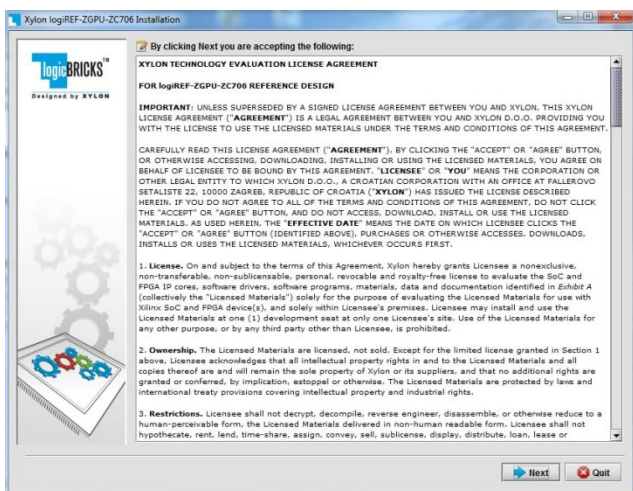 Xylon logiREF-ZGPU-ZC706 Installation
logicBRICKS™
Designed by XYLON
By clicking Next you are accepting the following:
XYLON TECHNOLOGY EVALUATION LICENSE AGREEMENT
FOR logiREF-ZGPU-ZC706 REFERENCE DESIGN
IMPORTANT: UNLESS SUPERSEDED BY A SIGNED LICENSE AGREEMENT BETWEEN YOU AND XYLON, THIS XYLON
LICENSE AGREEMENT ("AGREEMENT") IS A LEGAL AGREEMENT BETWEEN YOU AND XYLON D.O.O. PROVIDING YOU
WITH THE LICENSE TO USE THE LICENSED MATERIALS UNDER THE TERMS AND CONDITIONS OF THIS AGREEMENT.
CAREFULLY READ THIS LICENSE AGREEMENT ("AGREEMENT"). BY CLICKING THE "ACCEPT" OR "AGREE" BUTTON,
OR OTHERWISE ACCESSING, DOWNLOADING, INSTALLING OR USING THE LICENSED MATERIALS, YOU AGREE ON
BEHALF OF LICENSEE TO BE BOUND BY THIS AGREEMENT. "LICENSEE" OR "YOU" MEANS THE CORPORATION OR
OTHER LEGAL ENTITY TO WHICH XYLON D.O.O., A CROATIAN CORPORATION WITH AN OFFICE AT FALLEROVO
SETALISTE 22, 10000 ZAGREB, REPUBLIC OF CROATIA ("XYLON") HAS ISSUED THE LICENSE DESCRIBED
HEREIN. IF YOU DO NOT AGREE TO ALL OF THE TERMS AND CONDITIONS OF THIS AGREEMENT, DO NOT CLICK
THE "ACCEPT" OR "AGREE" BUTTON, AND DO NOT ACCESS, DOWNLOAD, INSTALL OR USE THE LICENSED
MATERIALS. AS USED HEREIN, THE "EFFECTIVE DATE" MEANS THE DATE ON WHICH LICENSEE CLICKS THE
"ACCEPT" OR "AGREE" BUTTON (IDENTIFIED ABOVE), PURCHASES OR OTHERWISE ACCESSES, DOWNLOADS,
INSTALLS OR USES THE LICENSED MATERIALS, WHICHEVER OCCURS FIRST.
1. License. On and subject to the terms of this Agreement, Xylon hereby grants Licensee a nonexclusive,
non-transferable, non-sublicensable, personal, revocable and royalty-free license to evaluate the SoC and
FPGA IP cores, software drivers, software programs, materials, data and documentation identified in Exhibit A
(collectively the "Licensed Materials") solely for the purpose of evaluating the Licensed Materials for use with
Xilinx SoC and FPGA device(s), and solely within Licensee's premises. Licensee may install and use the
Licensed Materials at one (1) development seat at only one Licensee's site. Use of the Licensed Materials for
any other purpose, or by any third party other than Licensee, is prohibited.
2. Ownership. The Licensed Materials are licensed, not sold. Except for the limited license granted in Section 1
above, Licensee acknowledges that all intellectual property rights in and to the Licensed Materials and all
copies thereof are and will remain the sole property of Xylon or its suppliers, and that no additional rights are
granted or conferred, by implication, estoppel or otherwise. The Licensed Materials are protected by laws and
international treaty provisions covering intellectual property and industrial rights.
3. Restrictions. Licensee shall not decrypt, decompile, reverse engineer, disassemble, or otherwise reduce to a
human-perceivable form, the Licensed Materials delivered in non-human readable form. Licensee shall not
hypothecate, rent, lend, time-share, assign, convey, sell, sublicense, display, distribute, loan, lease or
Next
Quit